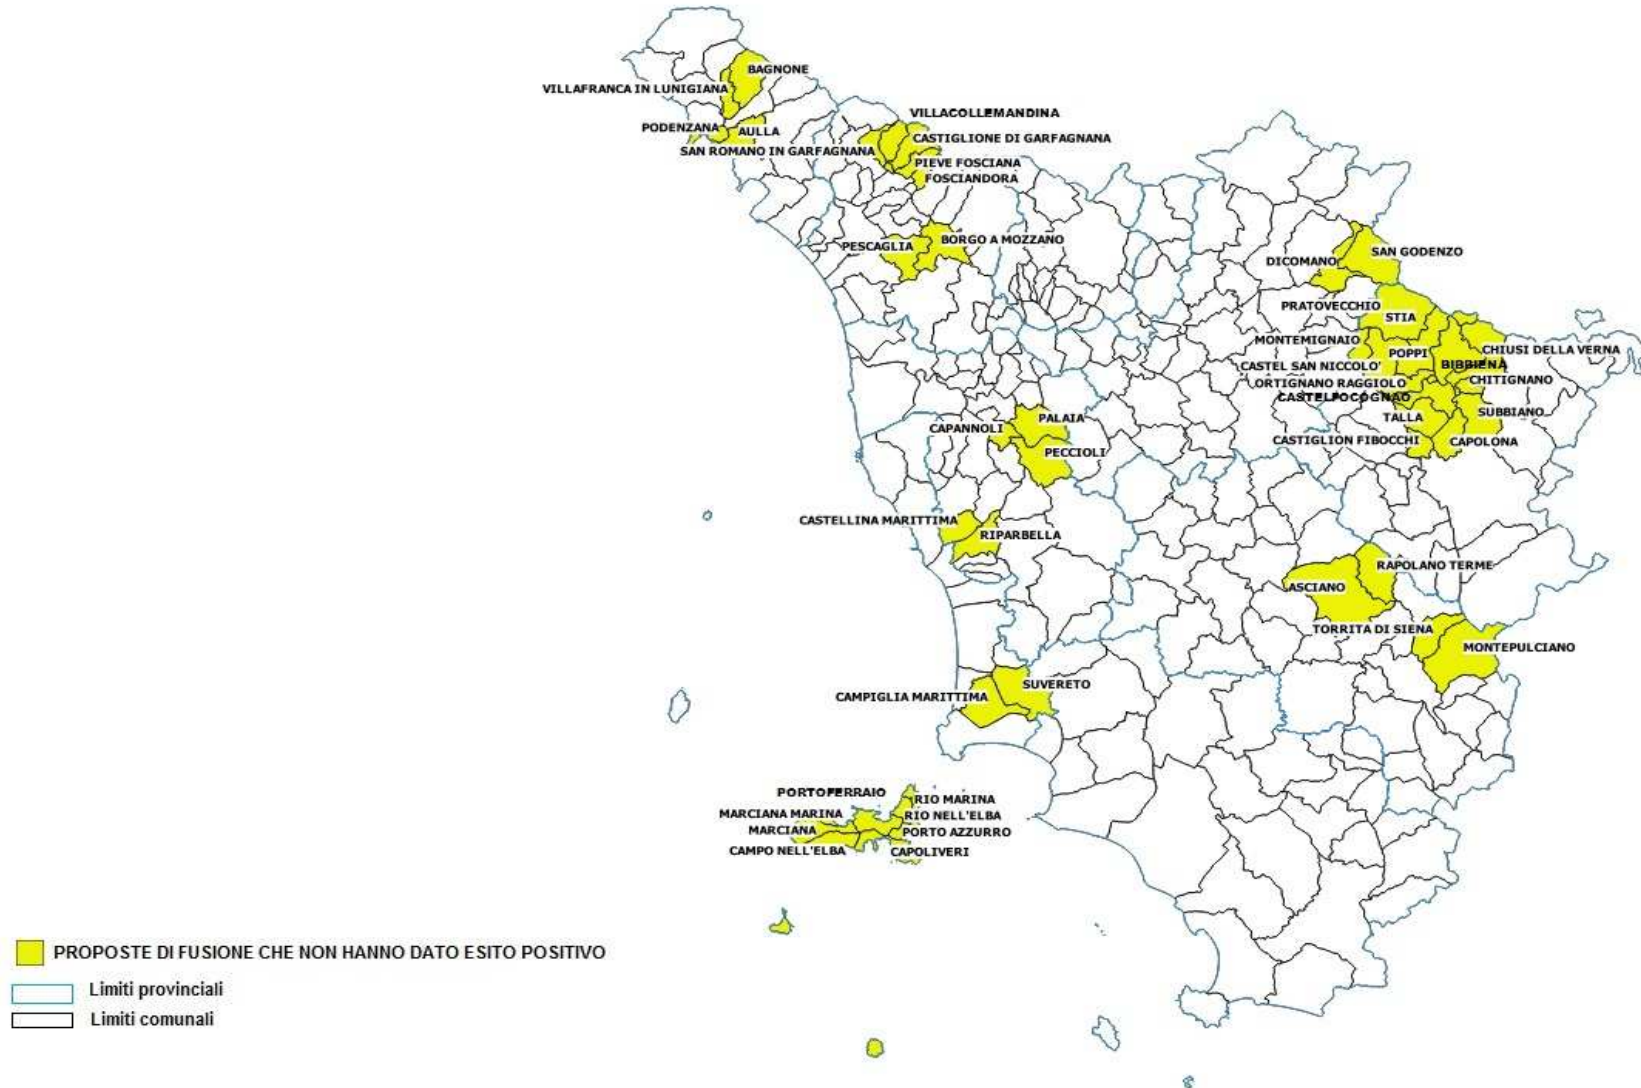 BAGNONE
VILLAFRANCA IN LUNIGIANA
PODENZANA
AULLA
VILLACOLLEMANDINA
CASTIGLIONE DI GARFAGNANA
SAN ROMANO IN GARFAGNANA
PIEVE FOSCIANA
FOSCIANDORA
PESCAGLIA
BORGO A MOZZANO
SAN GODENZO
DICOMANO
PRATOVECCHIO
STIA
MONTEMIGNAIO
POPPI
CHIUSI DELLA VERNA
CASTEL SAN NICCOLO'
BIBBIENA
ORTIGNANO RAGGIOLO
CHITIGNANO
CASTELFOCOGNAO
TALLA
SUBBIANO
CASTIGLION FIBOCCHI
CAPOLONA
PALAIA
CAPANNOLI
PECCIOLI
CASTELLINA MARITTIMA
RIPARBELLA
RAPOLANO TERME
ASCIANO
TORRITA DI SIENA
MONTEPULCIANO
SUVERETO
CAMPIGLIA MARITTIMA
PORTOFERRAIO
RIO MARINA
MARCIANA MARINA
RIO NELL'ELBA
MARCIANA
PORTO AZZURRO
CAMPO NELL'ELBA
CAPOLIVERI
PROPOSTE DI FUSIONE CHE NON HANNO DATO ESITO POSITIVO
Limiti provinciali
Limiti comunali